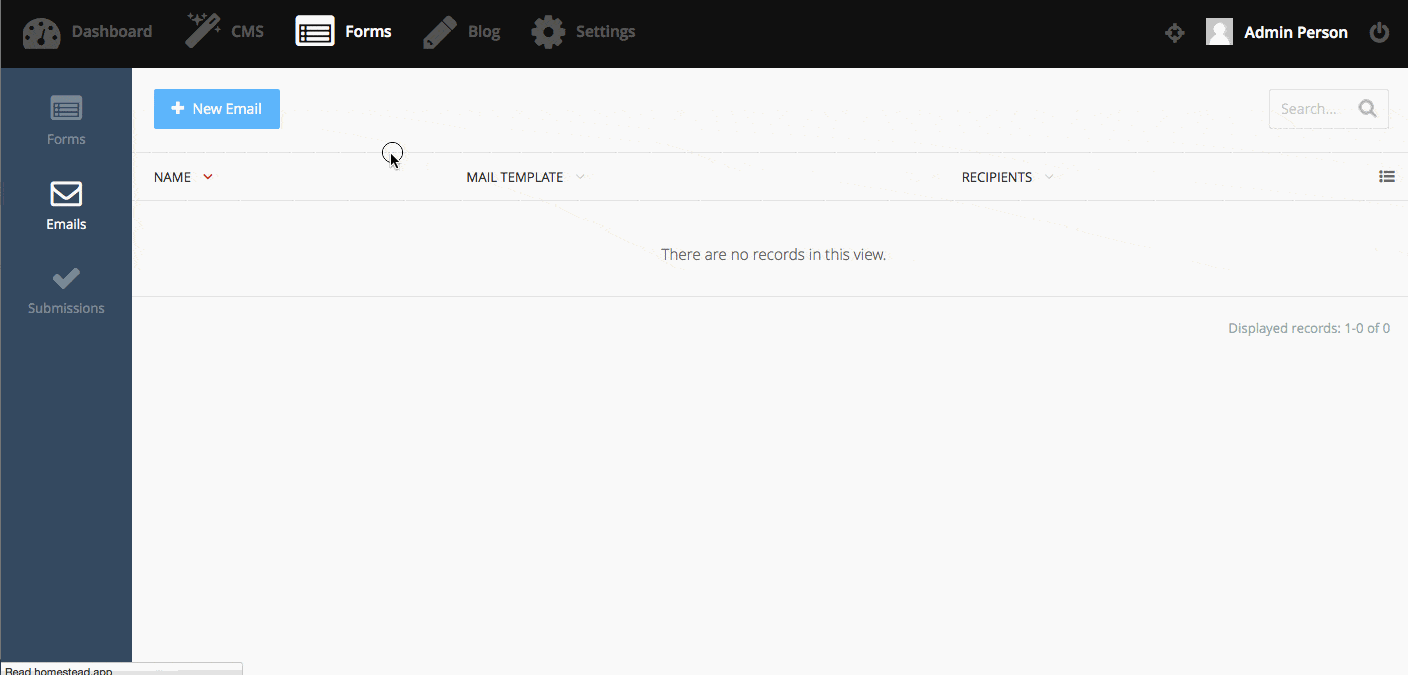 Dashboard CMS Forms Blog Settings Admin Person
Forms
Emails
Submissions
New Email
Search...
NAME MAIL TEMPLATE RECIPIENTS
There are no records in this view.
Displayed records: 1-0 of 0
Read homestead.app